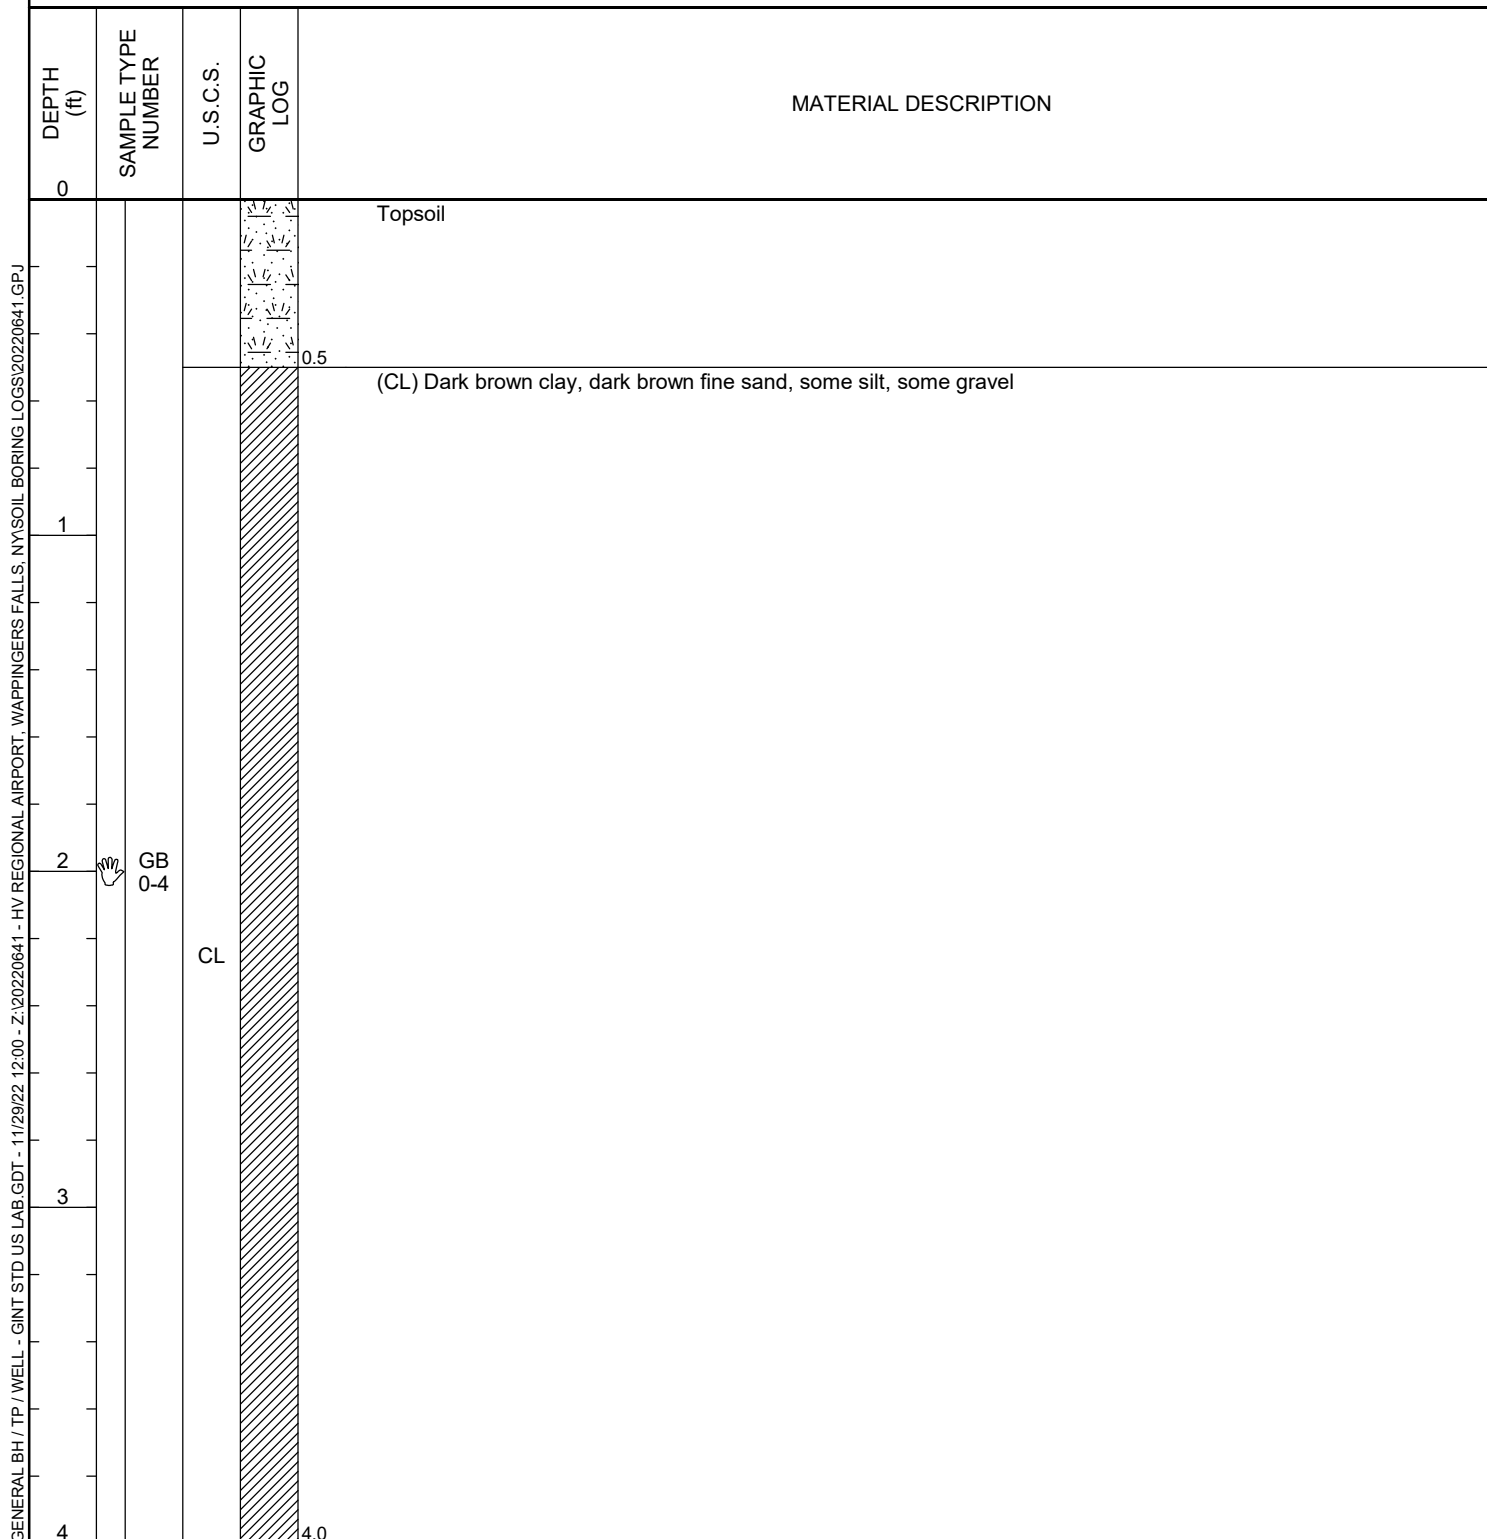 DEPTH
(ft)
SAMPLE TYPE
NUMBER
U.S.C.S.
GRAPHIC
LOG
MATERIAL DESCRIPTION
0
Topsoil
0.5
(CL) Dark brown clay, dark brown fine sand, some silt, some gravel
1
2
GB
0-4
CL
3
4
4.0
GENERAL BH / TP / WELL - GINT STD US LAB.GDT - 11/29/22 12:00 - Z:\20220641 - HV REGIONAL AIRPORT, WAPPINGERS FALLS, NY\SOIL BORING LOGS\20220641.GPJ